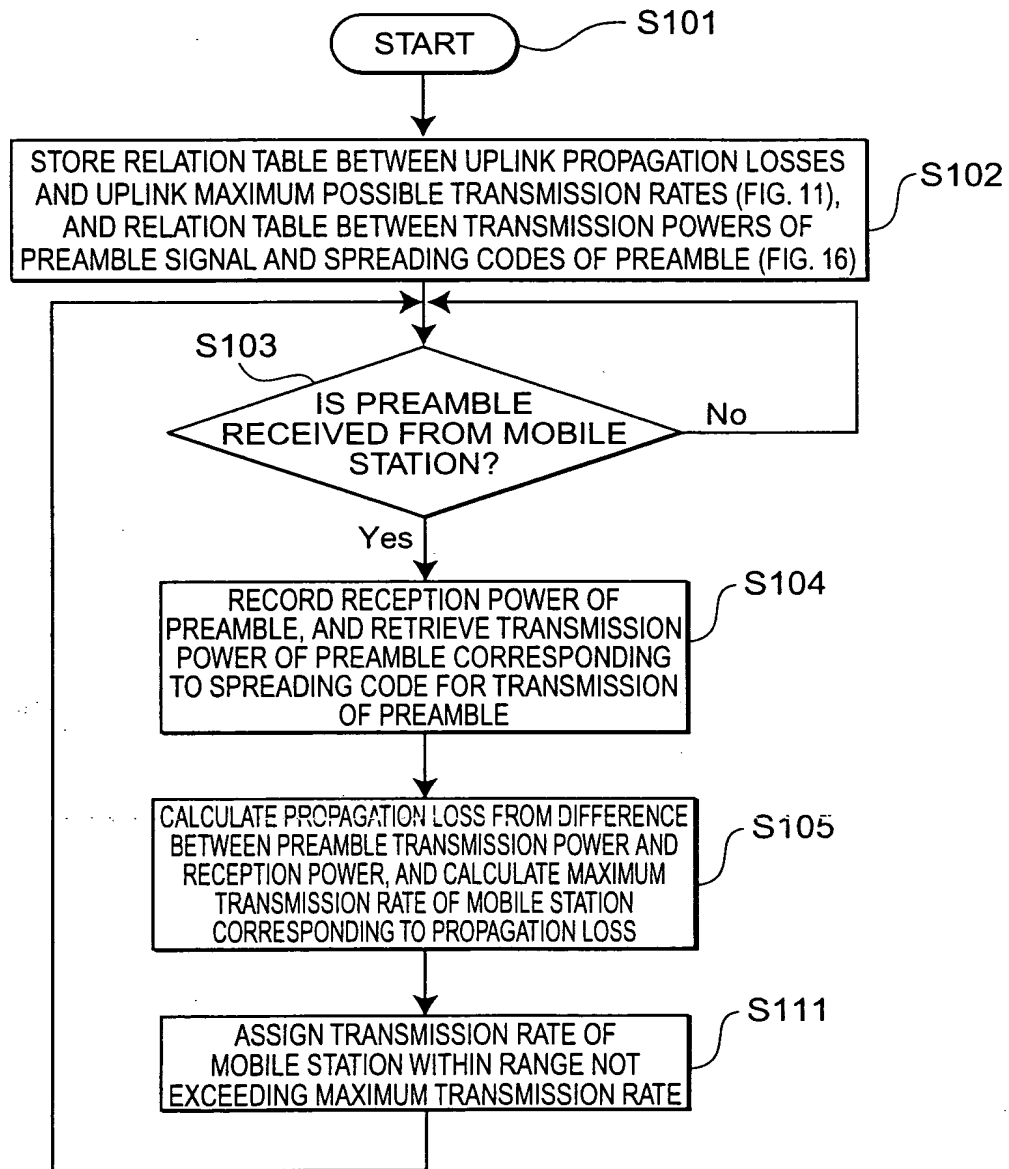 START
S101
STORE RELATION TABLE BETWEEN UPLINK PROPAGATION LOSSES
AND UPLINK MAXIMUM POSSIBLE TRANSMISSION RATES (FIG. 11),
AND RELATION TABLE BETWEEN TRANSMISSION POWERS OF
PREAMBLE SIGNAL AND SPREADING CODES OF PREAMBLE (FIG. 16)
S102
S103
IS PREAMBLE
RECEIVED FROM MOBILE
STATION?
No
Yes
RECORD RECEPTION POWER OF
PREAMBLE, AND RETRIEVE TRANSMISSION
POWER OF PREAMBLE CORRESPONDING
TO SPREADING CODE FOR TRANSMISSION
OF PREAMBLE
S104
CALCULATE PROPAGATION LOSS FROM DIFFERENCE
BETWEEN PREAMBLE TRANSMISSION POWER AND
RECEPTION POWER, AND CALCULATE MAXIMUM
TRANSMISSION RATE OF MOBILE STATION
CORRESPONDING TO PROPAGATION LOSS
S105
ASSIGN TRANSMISSION RATE OF
MOBILE STATION WITHIN RANGE NOT
EXCEEDING MAXIMUM TRANSMISSION RATE
S111